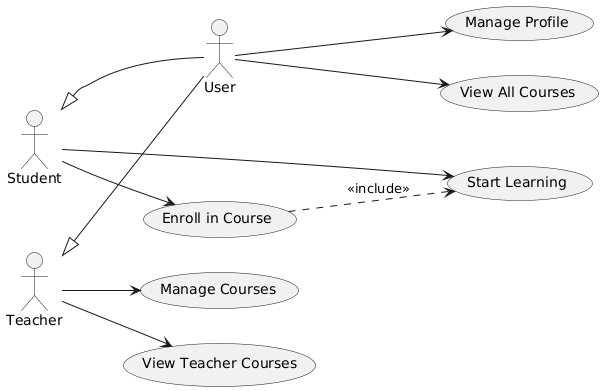 Manage Profile
User
View All Courses
Student
«include»
Start Learning
Enroll in Course
Teacher
Manage Courses
View Teacher Courses